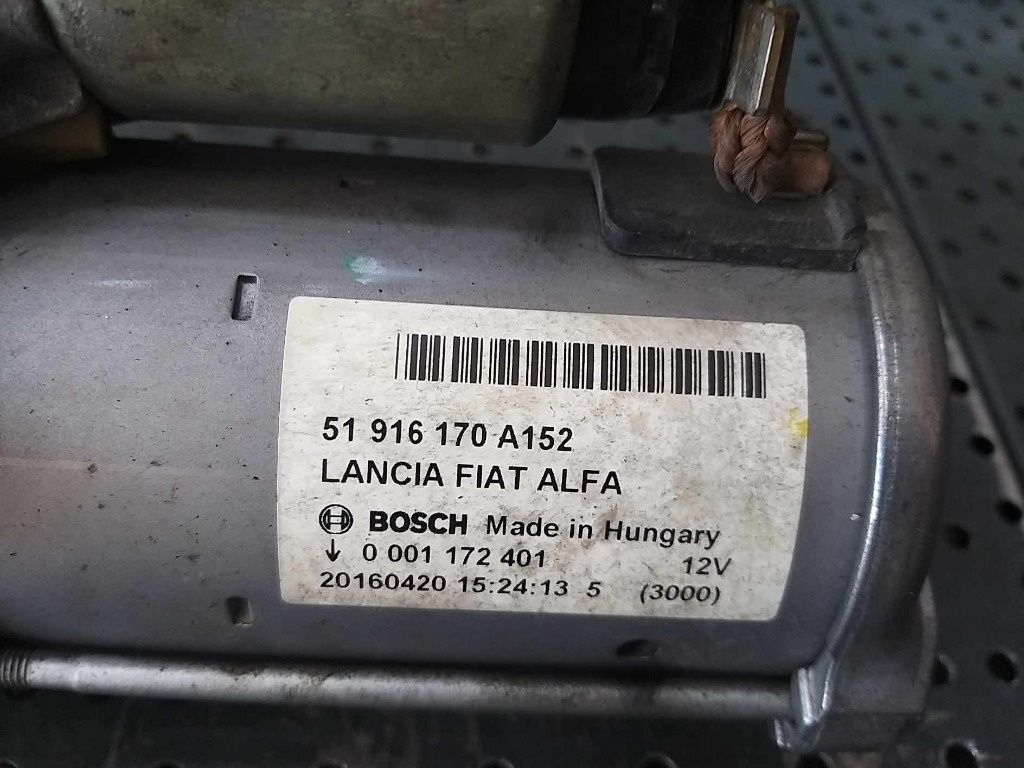 51 916 170 A152
LANCIA FIAT ALFA
BOSCH Made in Hungary
↓ 0 001 172 401 12V
20160420 15:24:13 5 (3000)